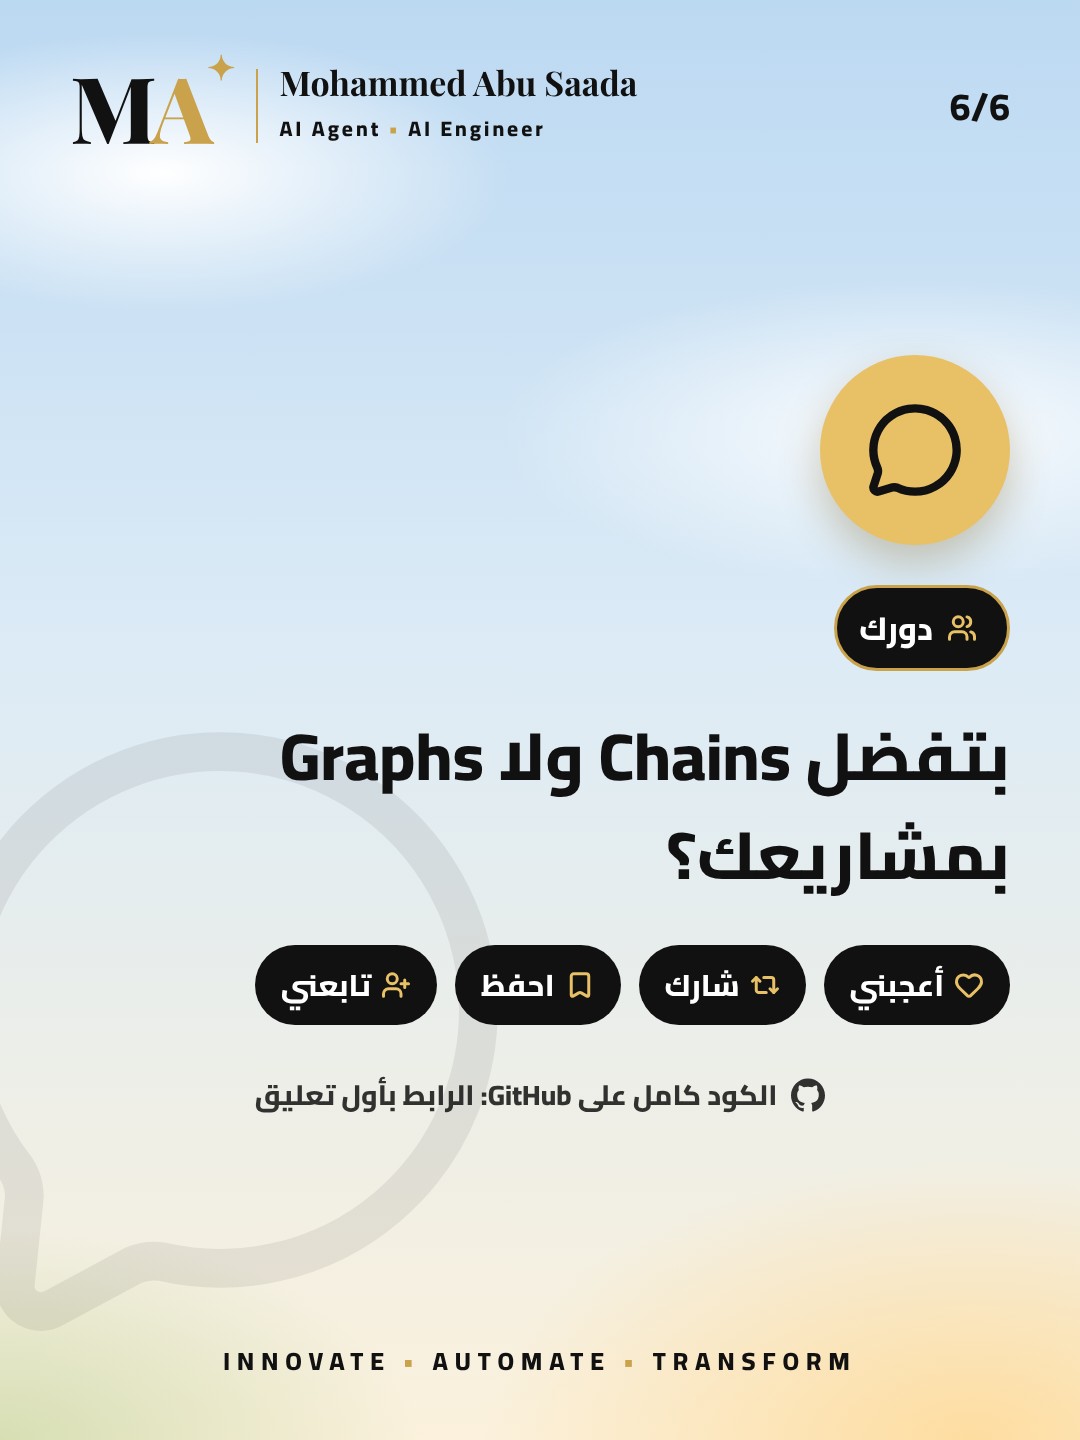 MA
Mohammed Abu Saada
AI Agent ▪ AI Engineer
6/6
دورك
بتفضل Chains ولا Graphs
بمشاريعك؟
أعجبني
شارك
احفظ
تابعني
الكود كامل على GitHub: الرابط بأول تعليق
INNOVATE ▪ AUTOMATE ▪ TRANSFORM